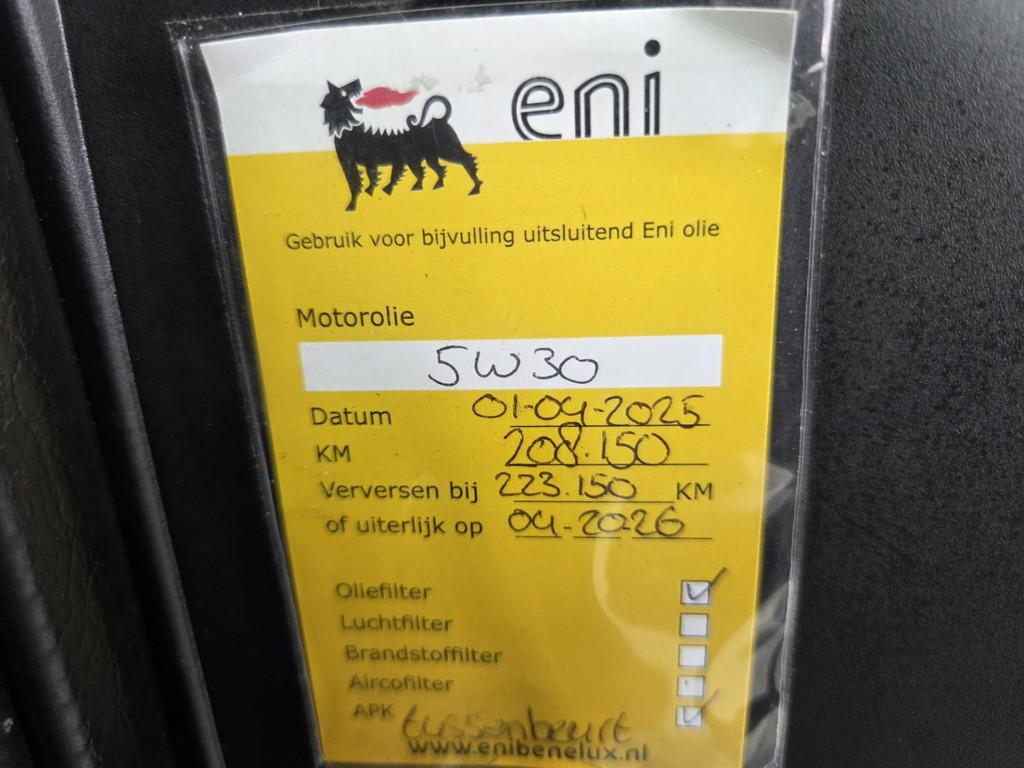 eni
Gebruik voor bijvulling uitsluitend Eni olie
Motorolie
5W30
Datum 01-04-2025
KM 208.150
Verversen bij 223.150 KM
of uiterlijk op 04-2026
Oliefilter
Luchtfilter
Brandstoffilter
Aircofilter
APK tussenbeurt
www.enibenelux.nl